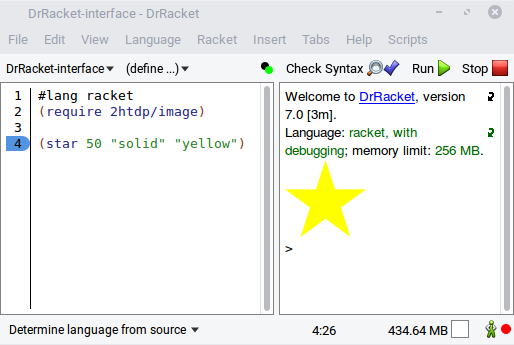 DrRacket-interface - DrRacket
File Edit View Language Racket Insert Tabs Help Scripts
DrRacket-interface (define ...) Check Syntax Run Stop
1 #lang racket
2 (require 2htdp/image)
3
4 (star 50 "solid" "yellow")
Welcome to DrRacket, version
7.0 [3m].
Language: racket, with
debugging; memory limit: 256 MB.
>
Determine language from source 4:26 434.64 MB